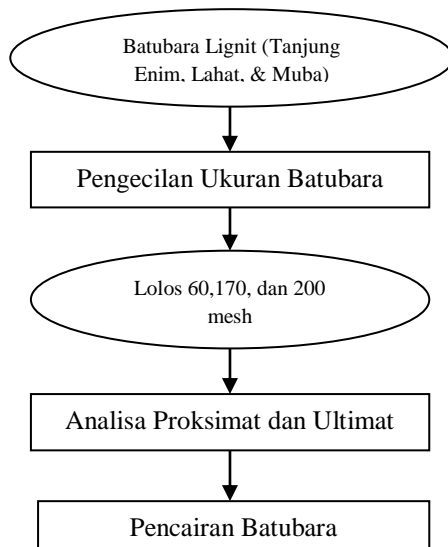 Batubara Lignit (Tanjung
Enim, Lahat, & Muba)
Pengecilan Ukuran Batubara
Lolos 60,170, dan 200
mesh
Analisa Proksimat dan Ultimat
Pencairan Batubara